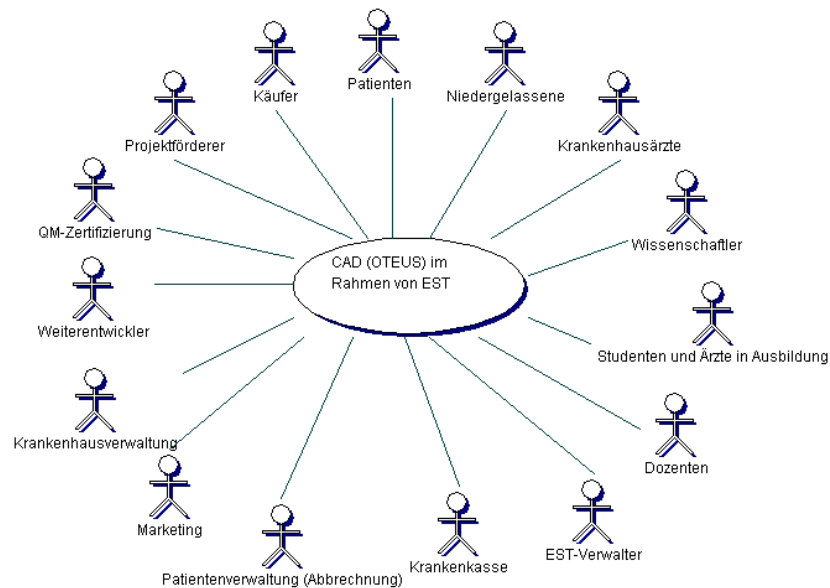 Käufer
Patienten
Niedergelassene
Projektförderer
Krankenhausärzte
QM-Zertifizierung
Wissenschaftler
CAD (OTEUS) im
Rahmen von EST
Weiterentwickler
Studenten und Ärzte in Ausbildung
Krankenhausverwaltung
Dozenten
Marketing
Patientenverwaltung (Abbrechnung)
Krankenkasse
EST-Verwalter